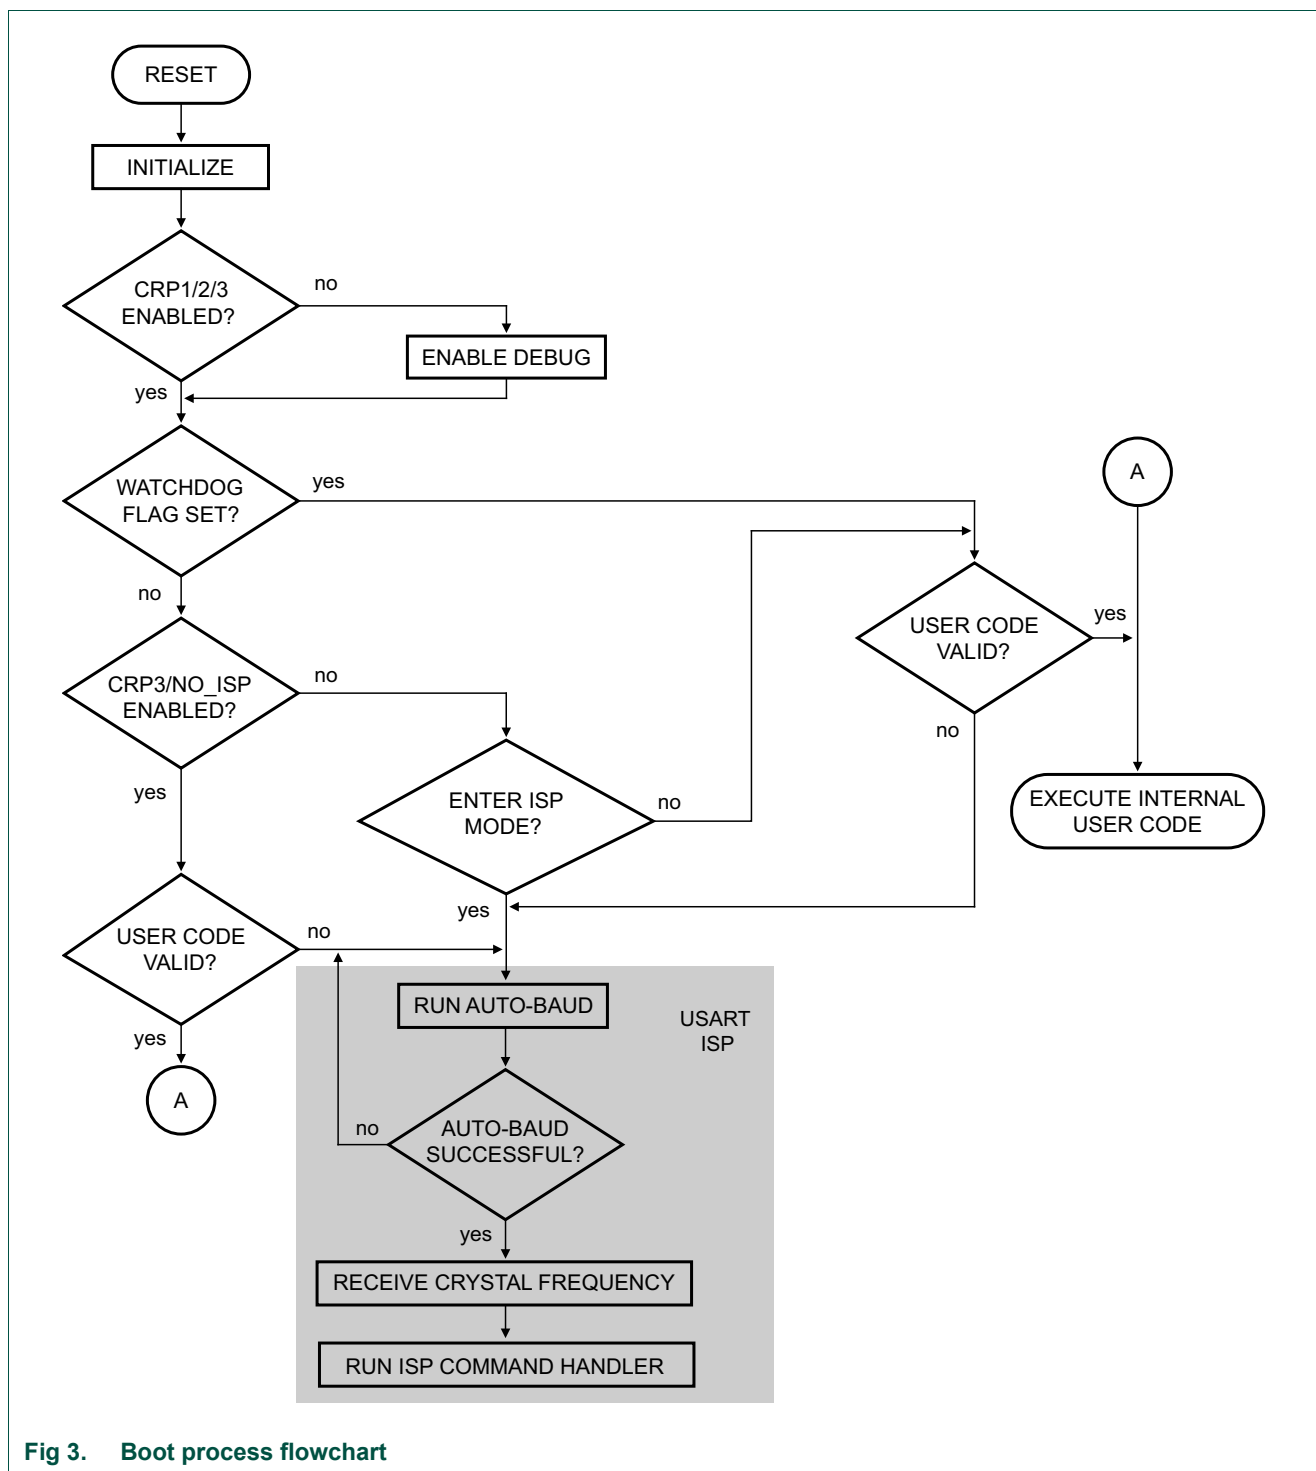 RESET
INITIALIZE
CRP1/2/3
ENABLED?
no
ENABLE DEBUG
yes
WATCHDOG
FLAG SET?
yes
A
no
USER CODE
VALID?
yes
no
CRP3/NO_ISP
ENABLED?
no
yes
ENTER ISP
MODE?
no
EXECUTE INTERNAL
USER CODE
yes
USER CODE
VALID?
no
yes
A
RUN AUTO-BAUD
USART
ISP
AUTO-BAUD
SUCCESSFUL?
no
yes
RECEIVE CRYSTAL FREQUENCY
RUN ISP COMMAND HANDLER
Fig 3. Boot process flowchart